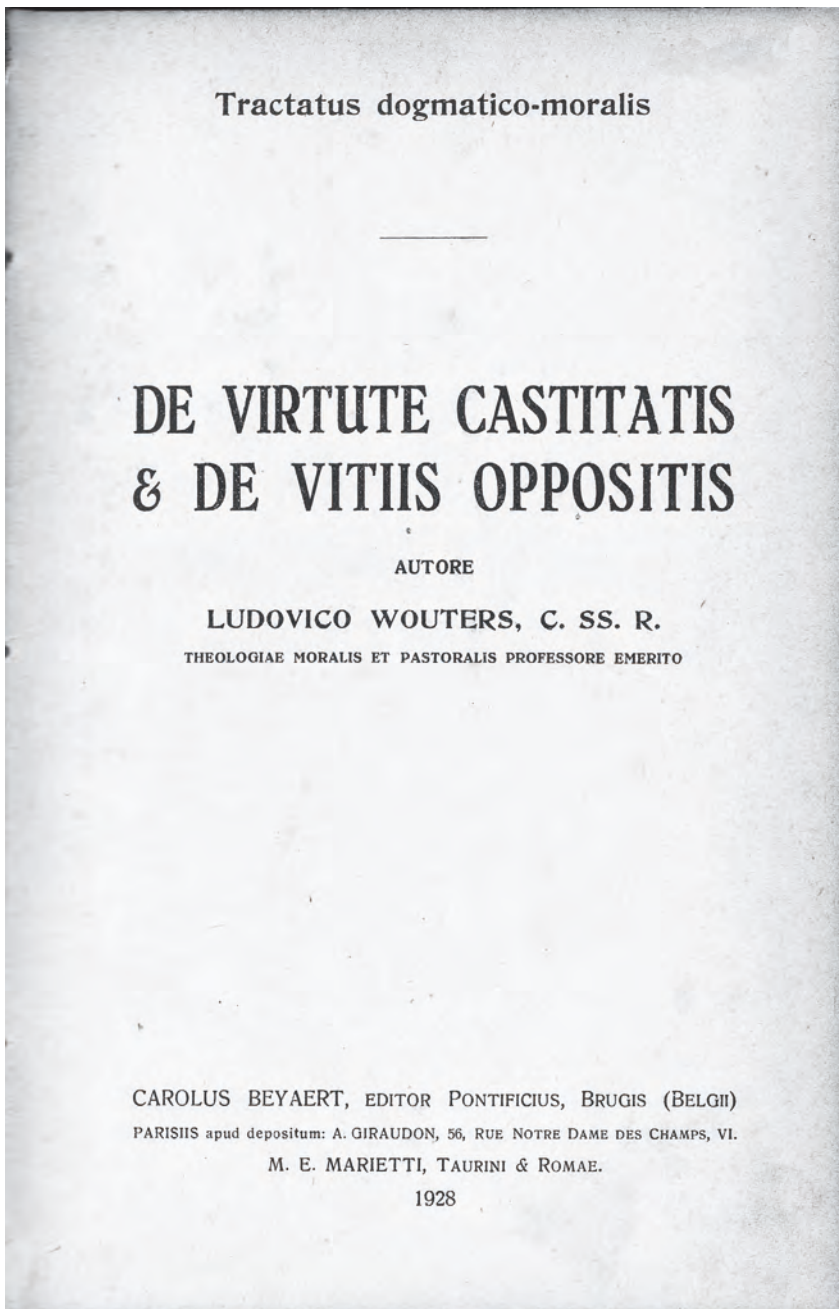 Tractatus dogmatico-moralis
DE VIRTUTE CASTITATIS
& DE VITIIS OPPOSITIS
AUTORE
LUDOVICO WOUTERS, C. SS. R.
THEOLOGIAE MORALIS ET PASTORALIS PROFESSORE EMERITO
CAROLUS BEYAERT, EDITOR PONTIFICIUS, BRUGIS (BELGII)
PARISIIS apud depositum: A. GIRAUDON, 56, RUE NOTRE DAME DES CHAMPS, VI.
M. E. MARIETTI, TAURINI & ROMAE.
1928